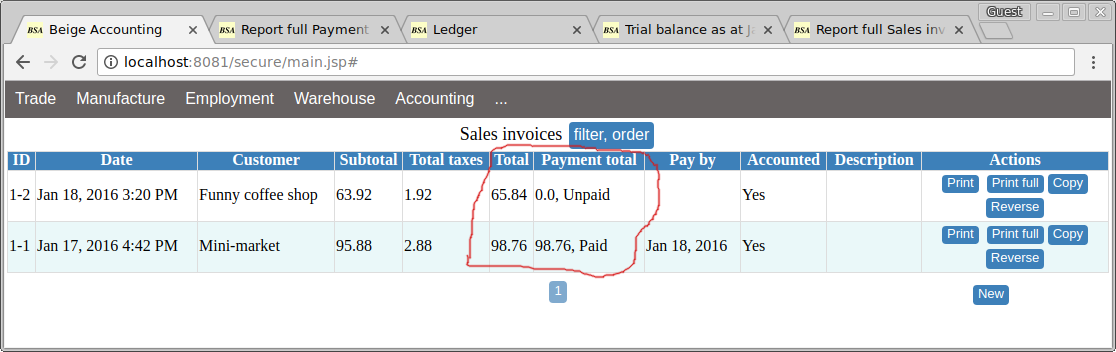 Guest
BSA Beige Accounting
BSA Report full Payment
BSA Ledger
BSA Trial balance as at Ja
BSA Report full Sales inv
localhost:8081/secure/main.jsp#
Trade Manufacture Employment Warehouse Accounting ...
Sales invoices filter, order
ID Date Customer Subtotal Total taxes Total Payment total Pay by Accounted Description Actions
1-2 Jan 18, 2016 3:20 PM Funny coffee shop 63.92 1.92 65.84 0.0, Unpaid Yes Print Print full Copy
Reverse
1-1 Jan 17, 2016 4:42 PM Mini-market 95.88 2.88 98.76 98.76, Paid Jan 18, 2016 Yes Print Print full Copy
Reverse
1 New